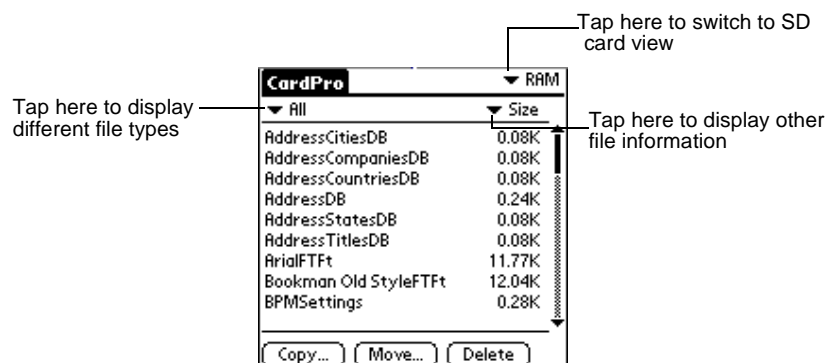 Tap here to switch to SD
card view
CardPro
RAM
Tap here to display
different file types
All
Size
Tap here to display other
file information
AddressCitiesDB 0.08K
AddressCompaniesDB 0.08K
AddressCountriesDB 0.08K
AddressDB 0.24K
AddressStatesDB 0.08K
AddressTitlesDB 0.08K
ArialFTFt 11.77K
Bookman Old StyleFTFt 12.04K
BPMSettings 0.28K
Copy... Move... Delete